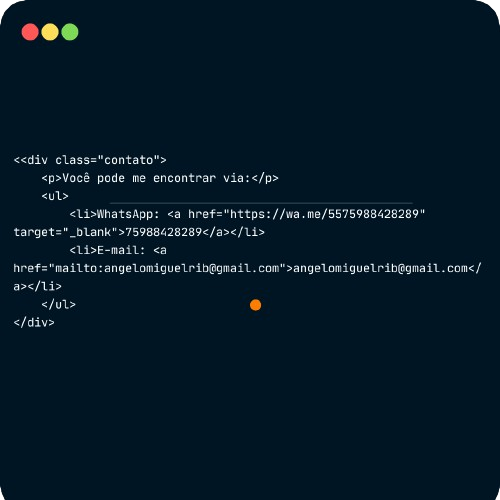 <<div class="contato">
<p>Você pode me encontrar via:</p>
<ul>
<li>WhatsApp: <a href="https://wa.me/5575988428289"
target="_blank">75988428289</a></li>
<li>E-mail: <a
href="mailto:angelomiguelrib@gmail.com">angelomiguelrib@gmail.com</
a></li>
</ul>
</div>